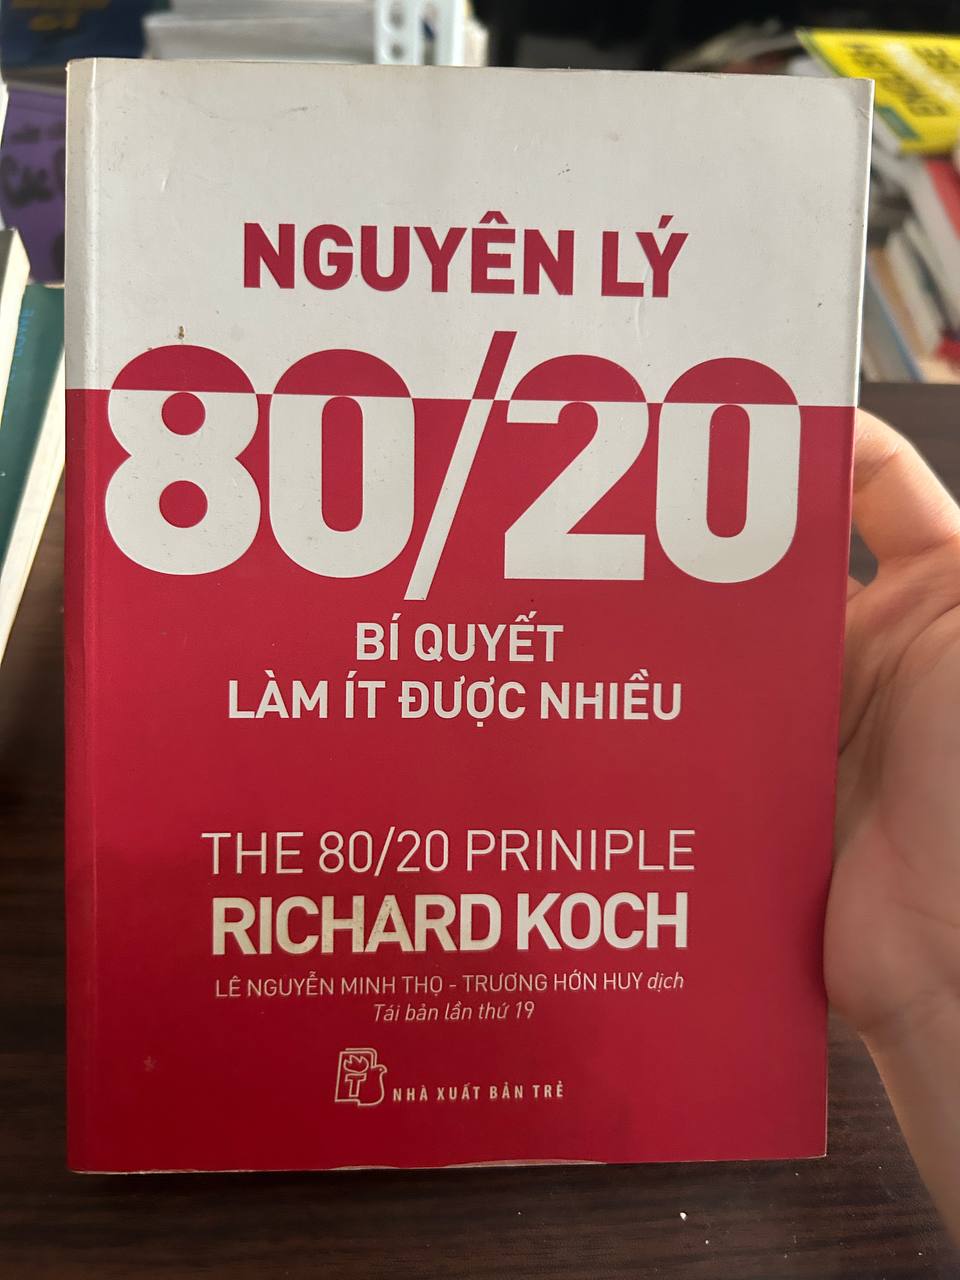 NGUYÊN LÝ
80/20
BÍ QUYẾT
LÀM ÍT ĐƯỢC NHIỀU
THE 80/20 PRINIPLE
RICHARD KOCH
LÊ NGUYỄN MINH THỌ - TRƯƠNG HỚN HUY dịch
Tái bản lần thứ 19
T
NHÀ XUẤT BẢN TRẺ